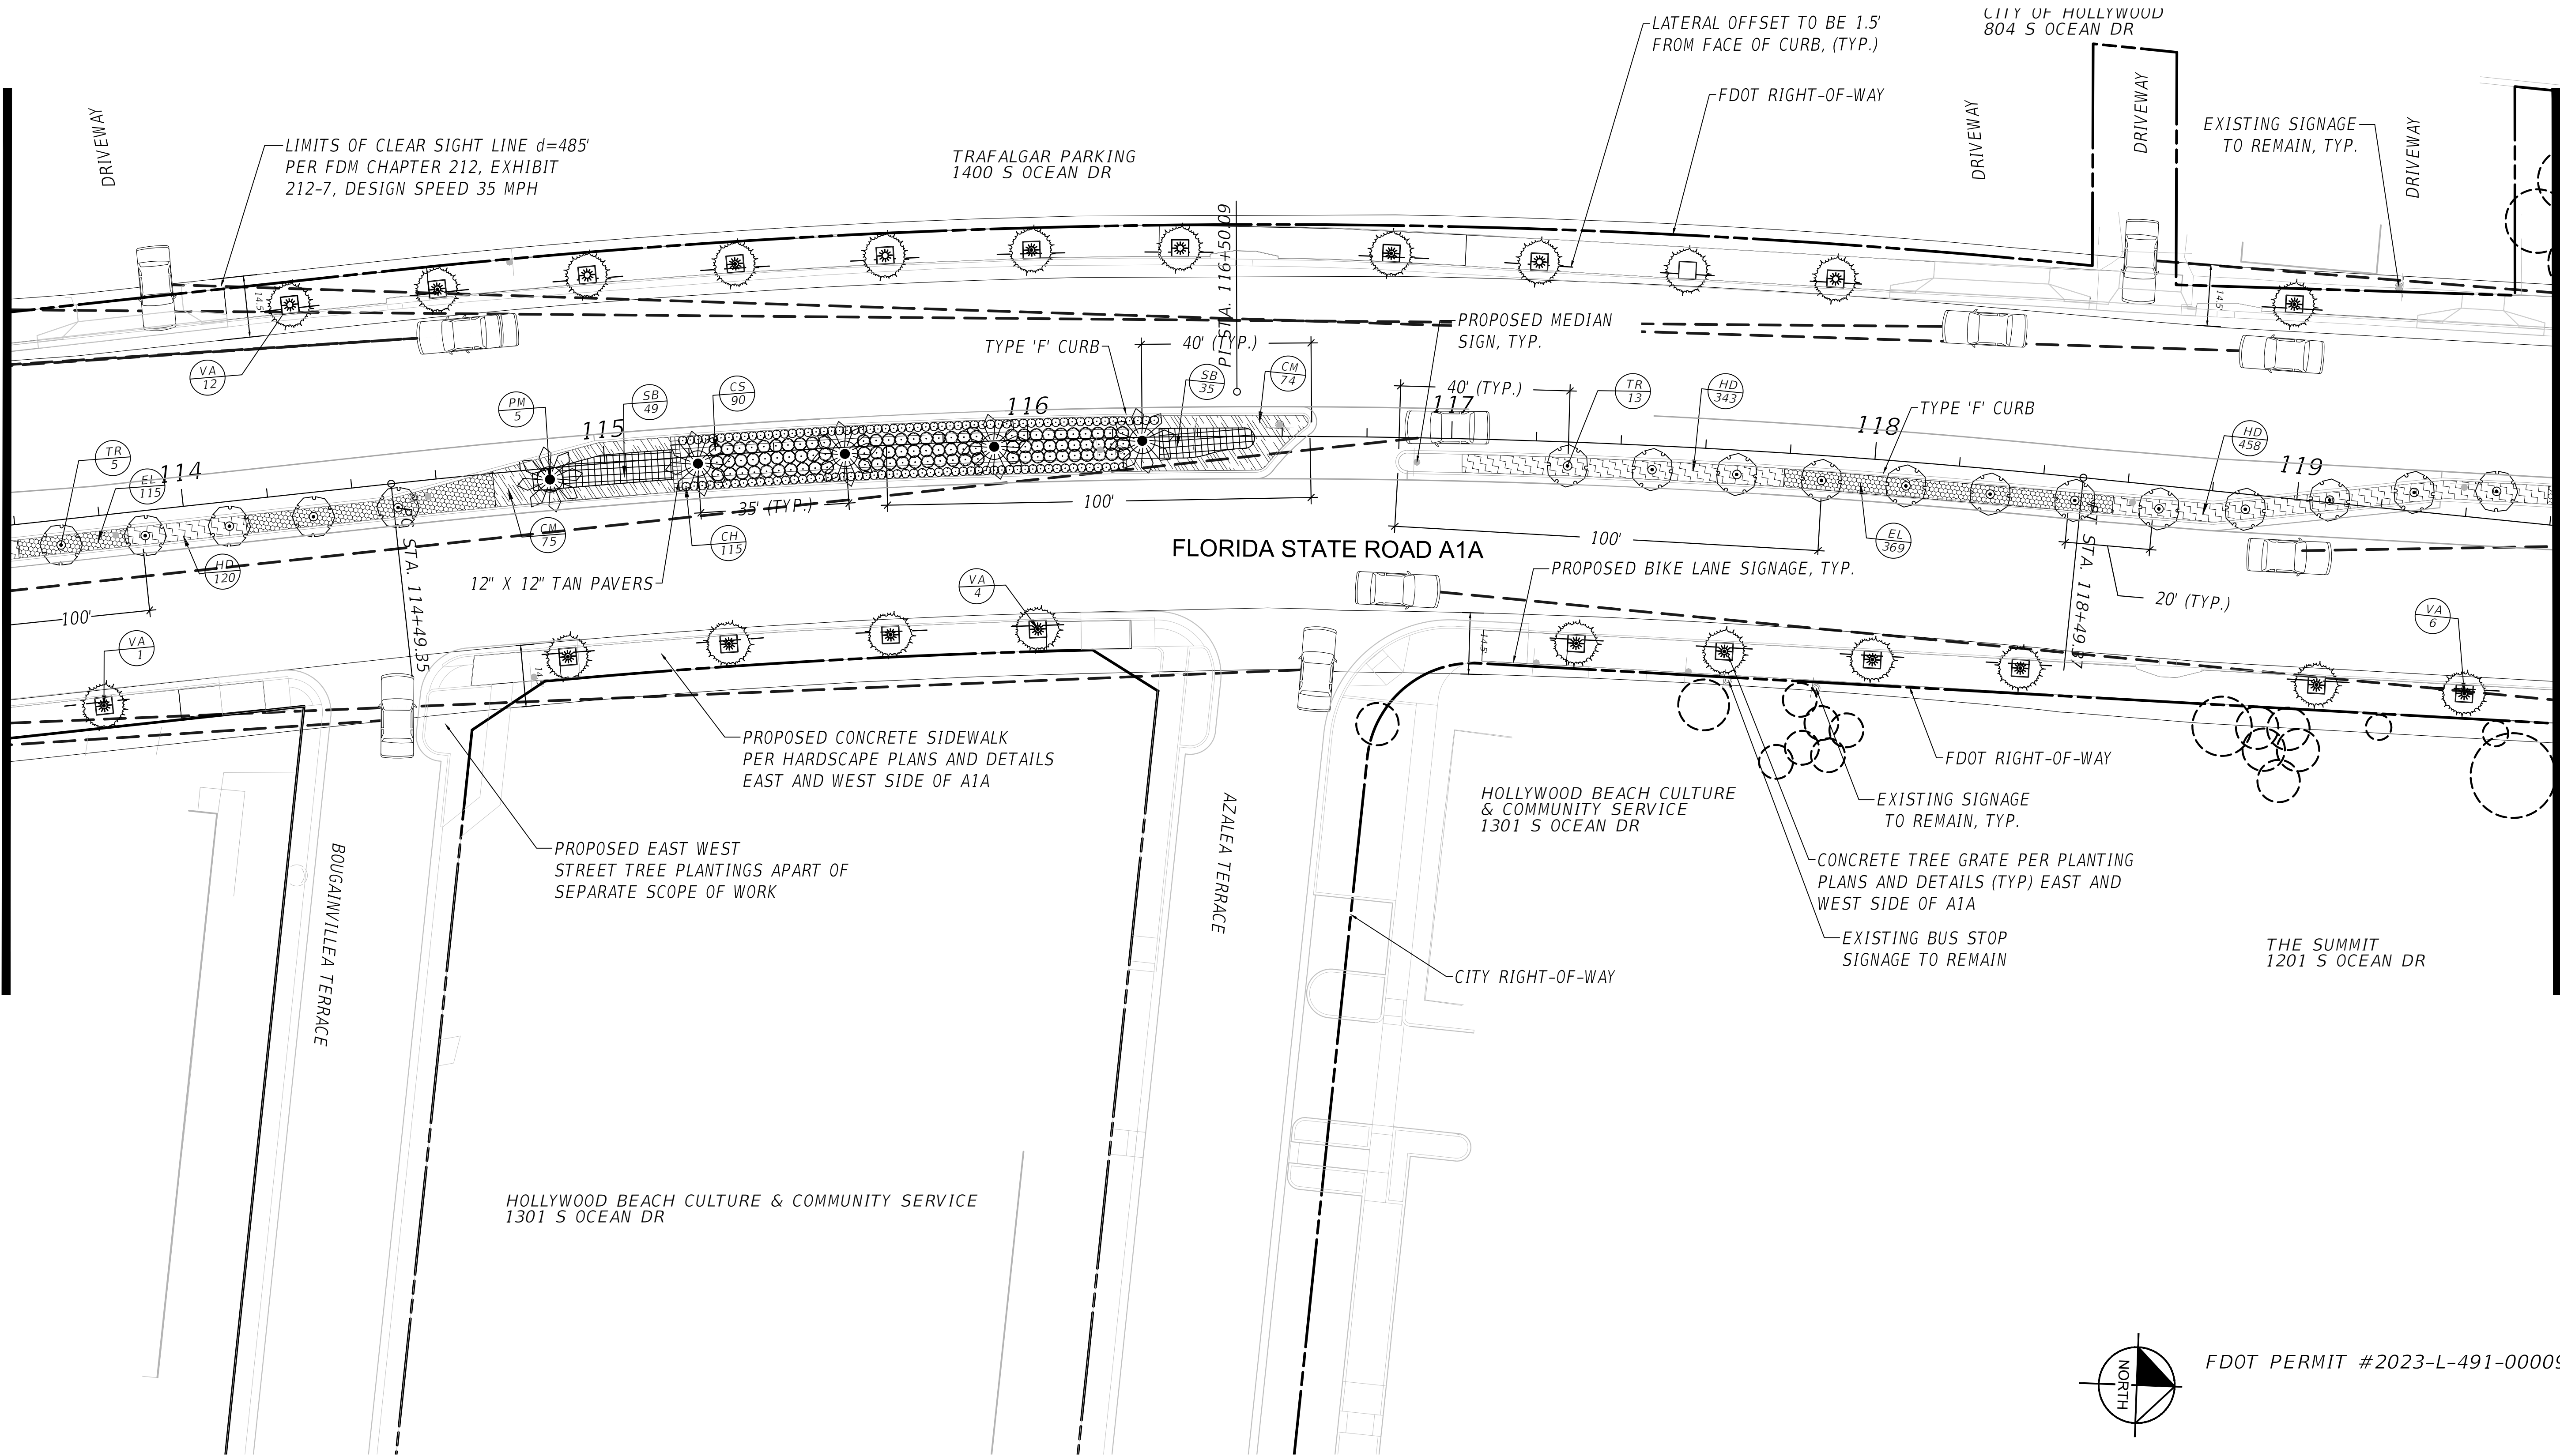 CITY OF HOLLYWOOD
804 S OCEAN DR
LATERAL OFFSET TO BE 1.5'
FROM FACE OF CURB, (TYP.)
FDOT RIGHT-OF-WAY
DRIVEWAY
DRIVEWAY
DRIVEWAY
DRIVEWAY
EXISTING SIGNAGE
TO REMAIN, TYP.
LIMITS OF CLEAR SIGHT LINE d=485'
PER FDM CHAPTER 212, EXHIBIT
212-7, DESIGN SPEED 35 MPH
TRAFALGAR PARKING
1400 S OCEAN DR
PI STA. 116+50.09
14.5'
14.5'
PROPOSED MEDIAN
SIGN, TYP.
TYPE 'F' CURB
40' (TYP.)
VA
12
PM
5
SB
49
CS
90
SB
35
CM
74
40' (TYP.)
TR
13
HD
343
TYPE 'F' CURB
HD
458
114
115
116
117
118
119
TR
5
EL
115
HD
120
CM
75
35' (TYP.)
CH
115
100'
100'
EL
369
FLORIDA STATE ROAD A1A
12" X 12" TAN PAVERS
PC STA. 114+49.35
100'
VA
4
PROPOSED BIKE LANE SIGNAGE, TYP.
PT STA. 118+49.37
20' (TYP.)
VA
1
VA
6
14.5'
PROPOSED CONCRETE SIDEWALK
PER HARDSCAPE PLANS AND DETAILS
EAST AND WEST SIDE OF A1A
FDOT RIGHT-OF-WAY
HOLLYWOOD BEACH CULTURE
& COMMUNITY SERVICE
1301 S OCEAN DR
EXISTING SIGNAGE
TO REMAIN, TYP.
PROPOSED EAST WEST
STREET TREE PLANTINGS APART OF
SEPARATE SCOPE OF WORK
CONCRETE TREE GRATE PER PLANTING
PLANS AND DETAILS (TYP) EAST AND
WEST SIDE OF A1A
EXISTING BUS STOP
SIGNAGE TO REMAIN
THE SUMMIT
1201 S OCEAN DR
BOUGAINVILLEA TERRACE
AZALEA TERRACE
CITY RIGHT-OF-WAY
HOLLYWOOD BEACH CULTURE & COMMUNITY SERVICE
1301 S OCEAN DR
NORTH
FDOT PERMIT #2023-L-491-00009